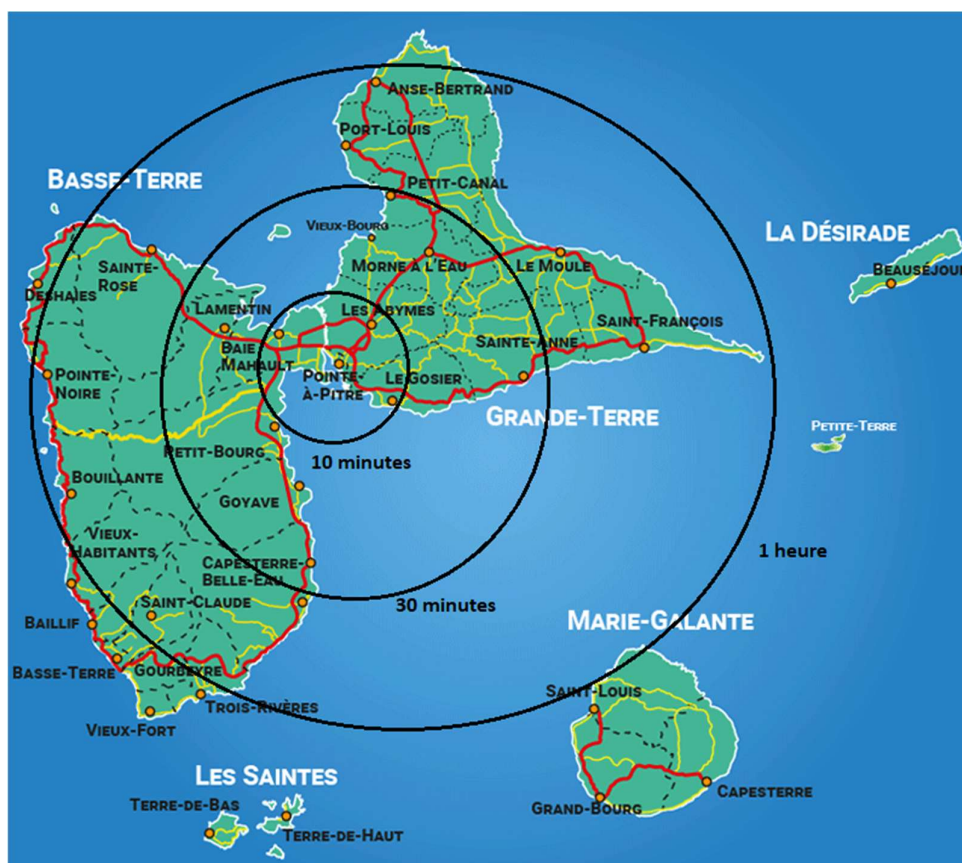 ANSE-BERTRAND
PORT-LOUIS
BASSE-TERRE
PETIT-CANAL
VIEUX-BOURG
LA DÉSIRADE
SAINTE-
ROSE
MORNE À L'EAU
LE MOULE
BEAUSÉJOUR
DESHAIES
LAMENTIN
LES ABYMES
SAINT-FRANÇOIS
BAIE
MAHAULT
SAINTE-ANNE
POINTE-
NOIRE
POINTE-
À-PITRE
LE GOSIER
GRANDE-TERRE
PETITE-TERRE
PETIT-BOURG
10 minutes
BOUILLANTE
GOYAVE
VIEUX-
HABITANTS
1 heure
CAPESTERRE-
BELLE-EAU
SAINT-CLAUDE
30 minutes
BAILLIF
MARIE-GALANTE
BASSE-TERRE
GOURBEYRE
SAINT-LOUIS
TROIS-RIVÈRES
VIEUX-FORT
LES SAINTES
TERRE-DE-BAS
TERRE-DE-HAUT
CAPESTERRE
GRAND-BOURG